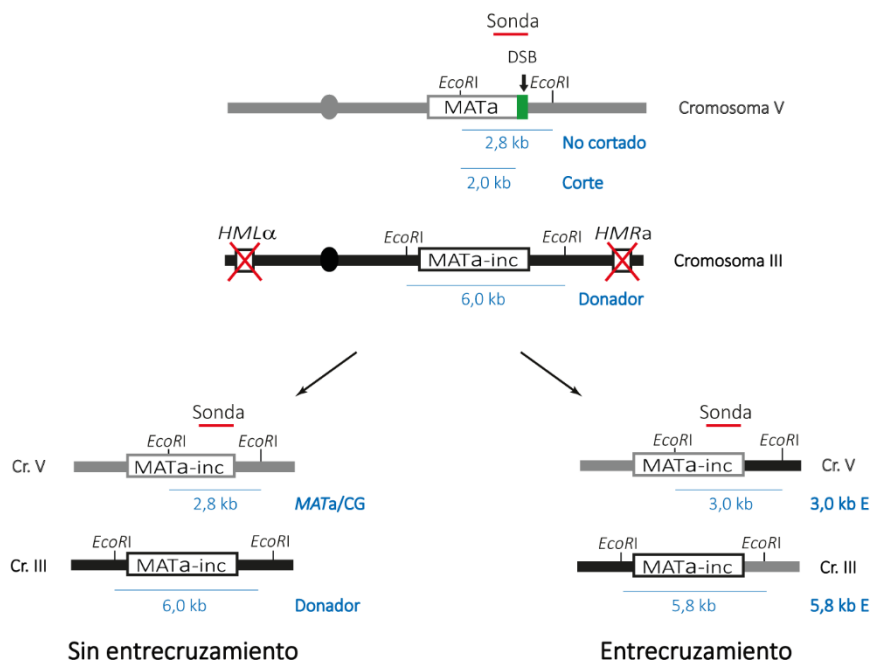 Sonda
DSB
EcoRI EcoRI
MATa Cromosoma V
2,8 kb No cortado
2,0 kb Corte
HMLα EcoRI EcoRI HMRa
MATa-inc Cromosoma III
6,0 kb Donador
Sonda Sonda
EcoRI EcoRI EcoRI EcoRI
Cr. V MATa-inc MATa-inc Cr. V
2,8 kb MATa/CG 3,0 kb 3,0 kb E
EcoRI EcoRI EcoRI EcoRI
Cr. III MATa-inc MATa-inc Cr. III
6,0 kb Donador 5,8 kb 5,8 kb E
Sin entrecruzamiento Entrecruzamiento